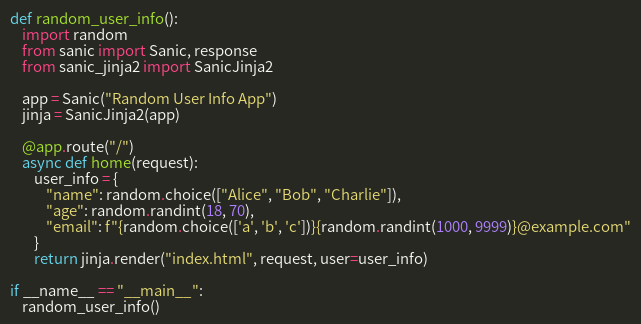 def random_user_info():
    import random
    from sanic import Sanic, response
    from sanic_jinja2 import SanicJinja2

    app = Sanic("Random User Info App")
    jinja = SanicJinja2(app)

    @app.route("/")
    async def home(request):
        user_info = {
            "name": random.choice(["Alice", "Bob", "Charlie"]),
            "age": random.randint(18, 70),
            "email": f"{random.choice(['a', 'b', 'c'])}{random.randint(1000, 9999)}@example.com"
        }
        return jinja.render("index.html", request, user=user_info)

if __name__ == "__main__":
    random_user_info()